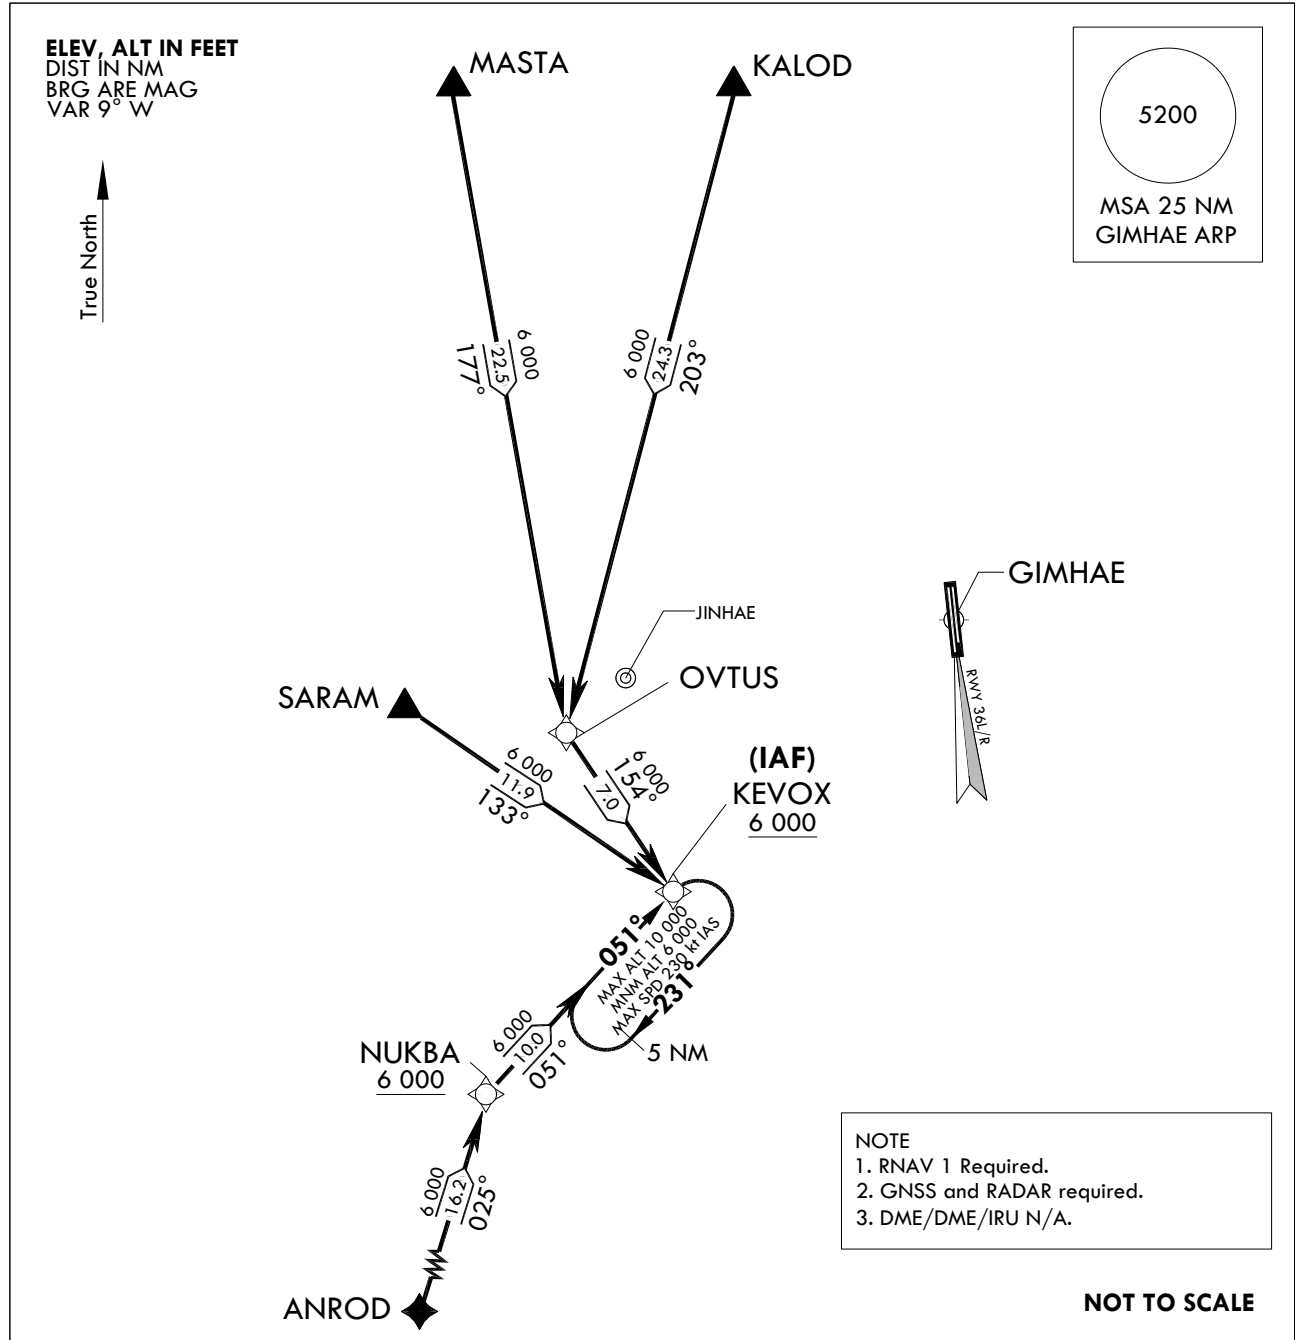 ELEV, ALT IN FEET
DIST IN NM
BRG ARE MAG
VAR 9° W
True North
MASTA
KALOD
5200
MSA 25 NM
GIMHAE ARP
6 000
22.5
177°
6 000
24.3
203°
GIMHAE
RWY 36L/R
JINHAE
OVTUS
SARAM
6 000
11.9
133°
6 000
154°
7.0
(IAF)
KEVOX
6 000
051°
MAX ALT 10 000
MNM ALT 6 000
MAX SPD 230 kt IAS
231°
5 NM
6 000
10.0
051°
NUKBA
6 000
6 000
16.2
025°
ANROD
NOTE
1. RNAV 1 Required.
2. GNSS and RADAR required.
3. DME/DME/IRU N/A.
NOT TO SCALE